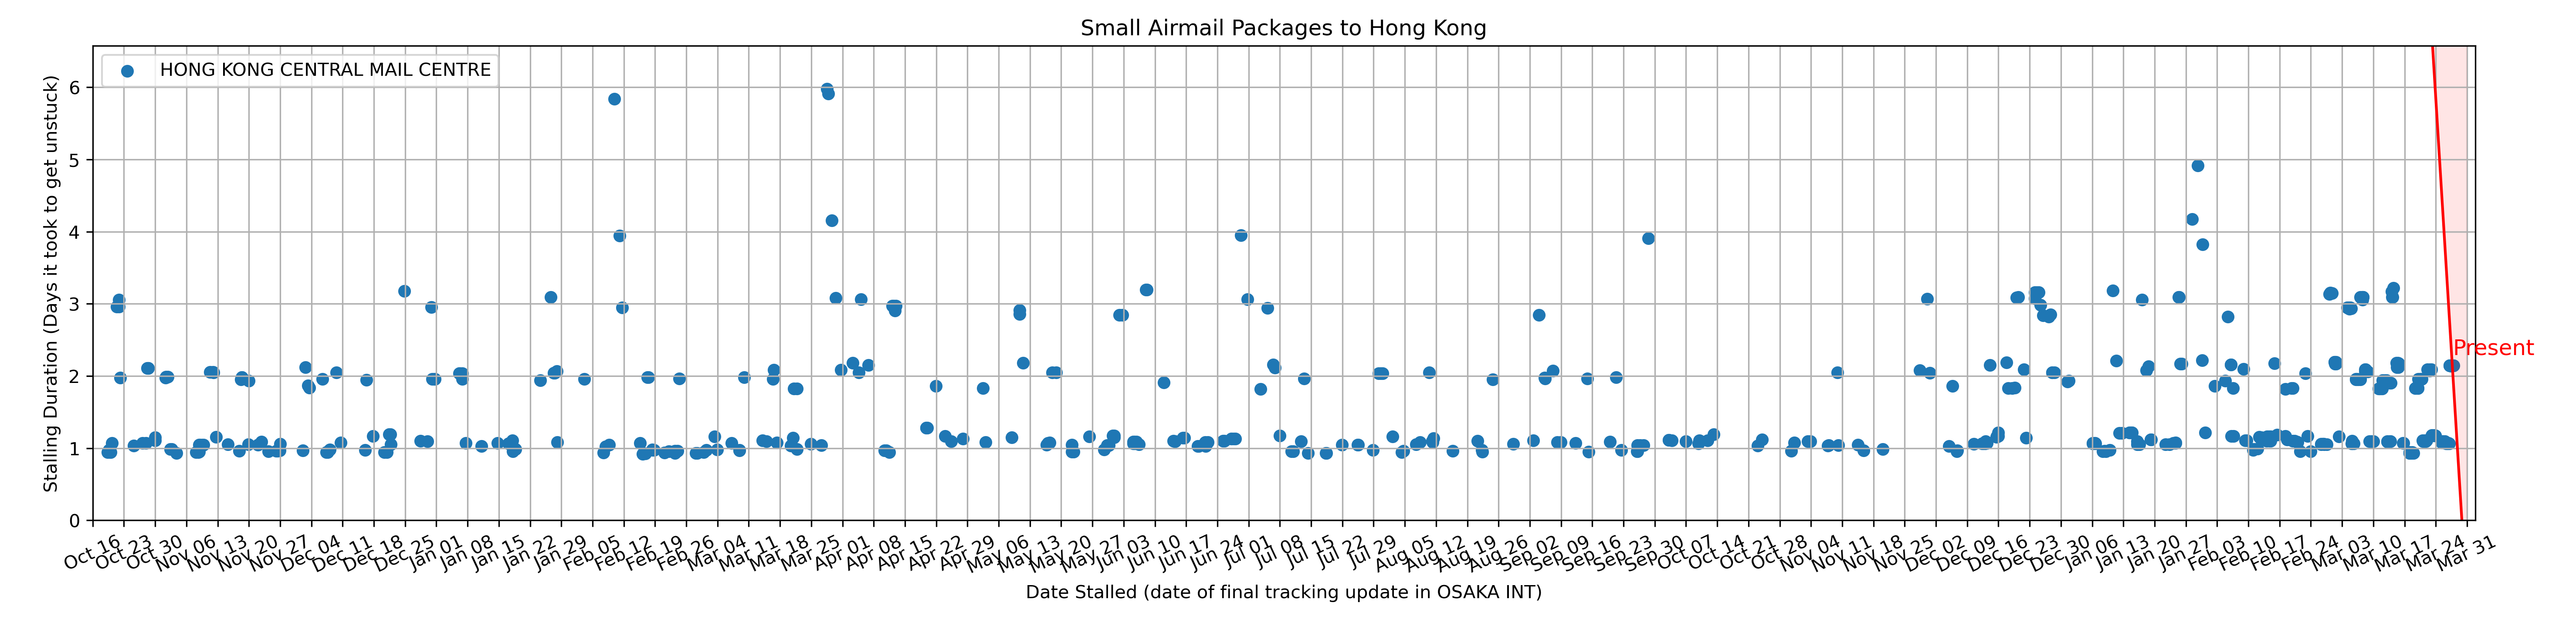 Small Airmail Packages to Hong Kong
HONG KONG CENTRAL MAIL CENTRE
Stalling Duration (Days it took to get unstuck)
6
5
4
3
2
1
0
Present
Oct 16
Oct 23
Oct 30
Nov 06
Nov 13
Nov 20
Nov 27
Dec 04
Dec 11
Dec 18
Dec 25
Jan 01
Jan 08
Jan 15
Jan 22
Jan 29
Feb 05
Feb 12
Feb 19
Feb 26
Mar 04
Mar 11
Mar 18
Mar 25
Apr 01
Apr 08
Apr 15
Apr 22
Apr 29
May 06
May 13
May 20
May 27
Jun 03
Jun 10
Jun 17
Jun 24
Jul 01
Jul 08
Jul 15
Jul 22
Jul 29
Aug 05
Aug 12
Aug 19
Aug 26
Sep 02
Sep 09
Sep 16
Sep 23
Sep 30
Oct 07
Oct 14
Oct 21
Oct 28
Nov 04
Nov 11
Nov 18
Nov 25
Dec 02
Dec 09
Dec 16
Dec 23
Dec 30
Jan 06
Jan 13
Jan 20
Jan 27
Feb 03
Feb 10
Feb 17
Feb 24
Mar 03
Mar 10
Mar 17
Mar 24
Mar 31
Date Stalled (date of final tracking update in OSAKA INT)